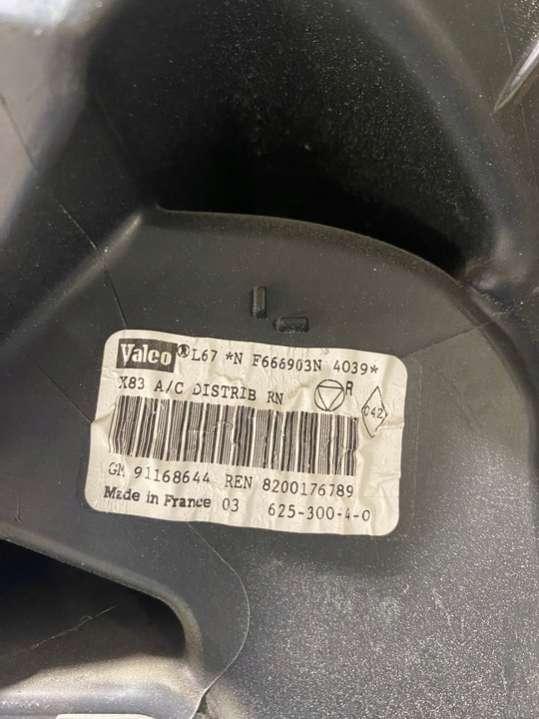 Valeo ® L67 *N F666903N 4039*
X83 A/C DISTRIB RN R C42
GM 91168644 REN 8200176789
Made in France 03 625-300-4-0